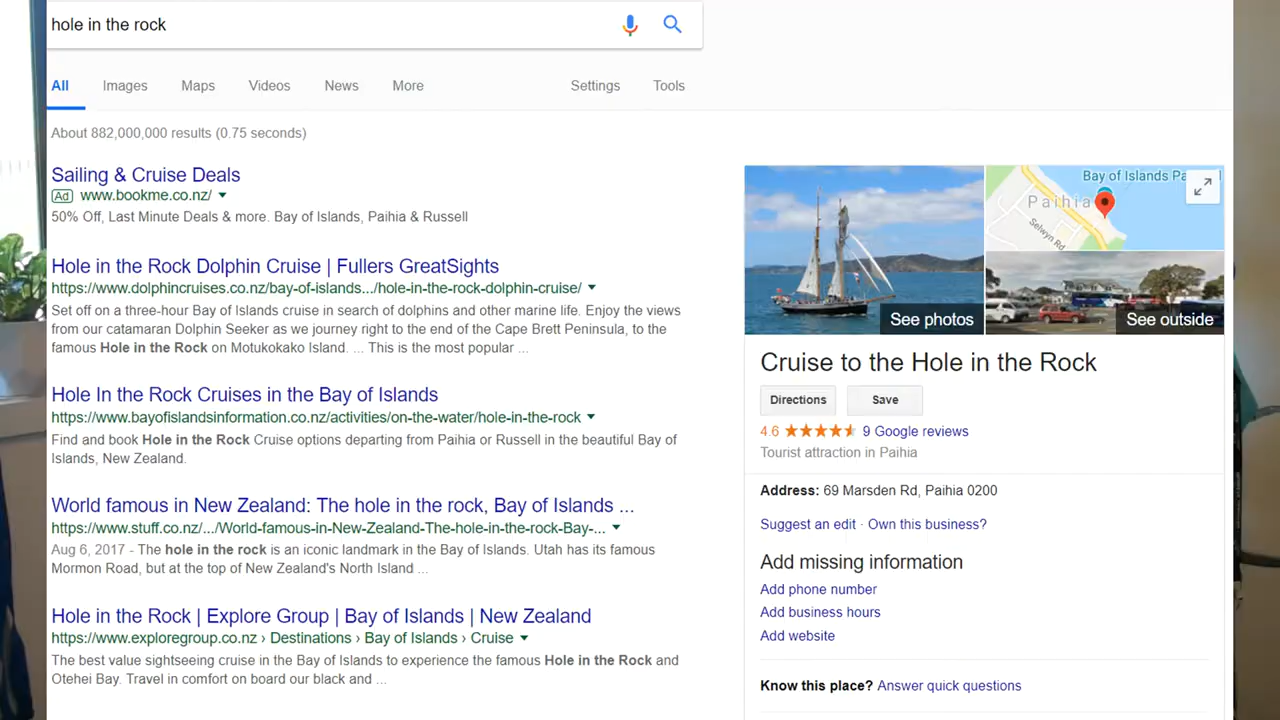 hole in the rock
All Images Maps Videos News More Settings Tools
About 882,000,000 results (0.75 seconds)
Sailing & Cruise Deals
Ad www.bookme.co.nz/
50% Off, Last Minute Deals & more. Bay of Islands, Paihia & Russell
Hole in the Rock Dolphin Cruise | Fullers GreatSights
https://www.dolphincruises.co.nz/bay-of-islands.../hole-in-the-rock-dolphin-cruise/
Set off on a three-hour Bay of Islands cruise in search of dolphins and other marine life. Enjoy the views
from our catamaran Dolphin Seeker as we journey right to the end of the Cape Brett Peninsula, to the
famous Hole in the Rock on Motukokako Island. ... This is the most popular ...
Hole In the Rock Cruises in the Bay of Islands
https://www.bayofislandsinformation.co.nz/activities/on-the-water/hole-in-the-rock
Find and book Hole in the Rock Cruise options departing from Paihia or Russell in the beautiful Bay of
Islands, New Zealand.
World famous in New Zealand: The hole in the rock, Bay of Islands ...
https://www.stuff.co.nz/.../World-famous-in-New-Zealand-The-hole-in-the-rock-Bay-...
Aug 6, 2017 - The hole in the rock is an iconic landmark in the Bay of Islands. Utah has its famous
Mormon Road, but at the top of New Zealand's North Island ...
Hole in the Rock | Explore Group | Bay of Islands | New Zealand
https://www.exploregroup.co.nz › Destinations › Bay of Islands › Cruise
The best value sightseeing cruise in the Bay of Islands to experience the famous Hole in the Rock and
Otehei Bay. Travel in comfort on board our black and ...
Bay of Islands
Paihia
Selwyn Rd
See photos
See outside
Cruise to the Hole in the Rock
Directions Save
4.6 9 Google reviews
Tourist attraction in Paihia
Address: 69 Marsden Rd, Paihia 0200
Suggest an edit · Own this business?
Add missing information
Add phone number
Add business hours
Add website
Know this place? Answer quick questions